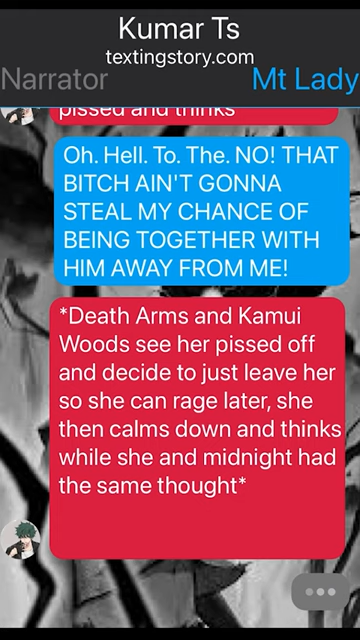 Kumar Ts
textingstory.com
Narrator
Mt Lady
pissed and thinks
Oh. Hell. To. The. NO! THAT
BITCH AIN'T GONNA
STEAL MY CHANCE OF
BEING TOGETHER WITH
HIM AWAY FROM ME!
*Death Arms and Kamui
Woods see her pissed off
and decide to just leave her
so she can rage later, she
then calms down and thinks
while she and midnight had
the same thought*